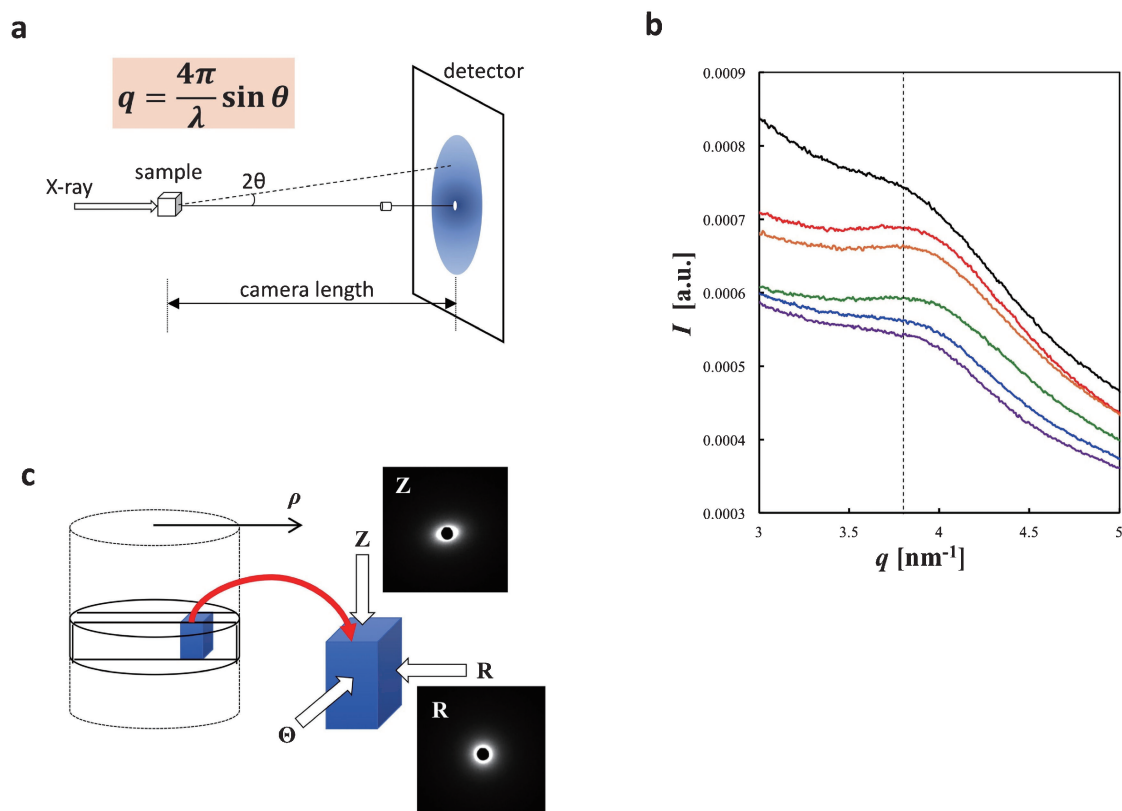 a
q = 4π/λ sin θ
detector
sample
X-ray
2θ
camera length
b
0.0009
0.0008
0.0007
0.0006
0.0005
0.0004
0.0003
I [a.u.]
3
3.5
4
4.5
5
q [nm⁻¹]
c
ρ
Z
Z
R
R
Θ